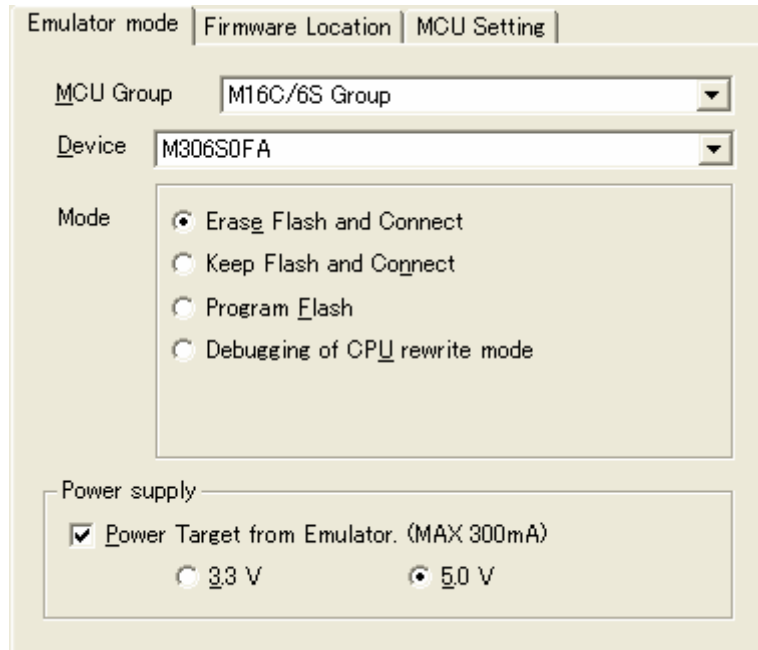 Emulator mode Firmware Location MCU Setting
MCU Group M16C/6S Group
Device M306S0FA
Mode
Erase Flash and Connect
Keep Flash and Connect
Program Flash
Debugging of CPU rewrite mode
Power supply
Power Target from Emulator. (MAX 300mA)
3.3 V 5.0 V